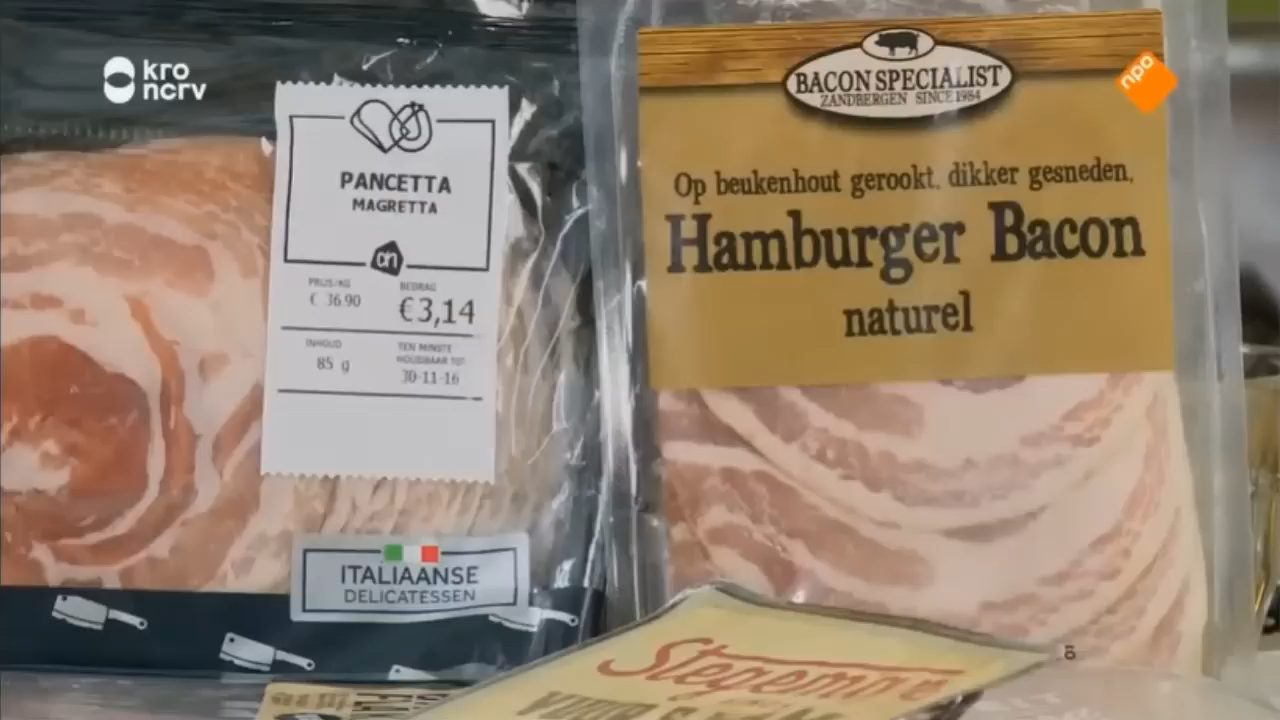 kro
ncrv
npo
PANCETTA
MAGRETTA
PRIJS/KG
€ 36.90
BEDRAG
€3,14
INHOUD
85 g
TEN MINSTE
HOUDBAAR TOT
30-11-16
ITALIAANSE
DELICATESSEN
BACON SPECIALIST
ZANDBERGEN SINCE 1984
Op beukenhout gerookt, dikker gesneden,
Hamburger Bacon
naturel
Stegeman